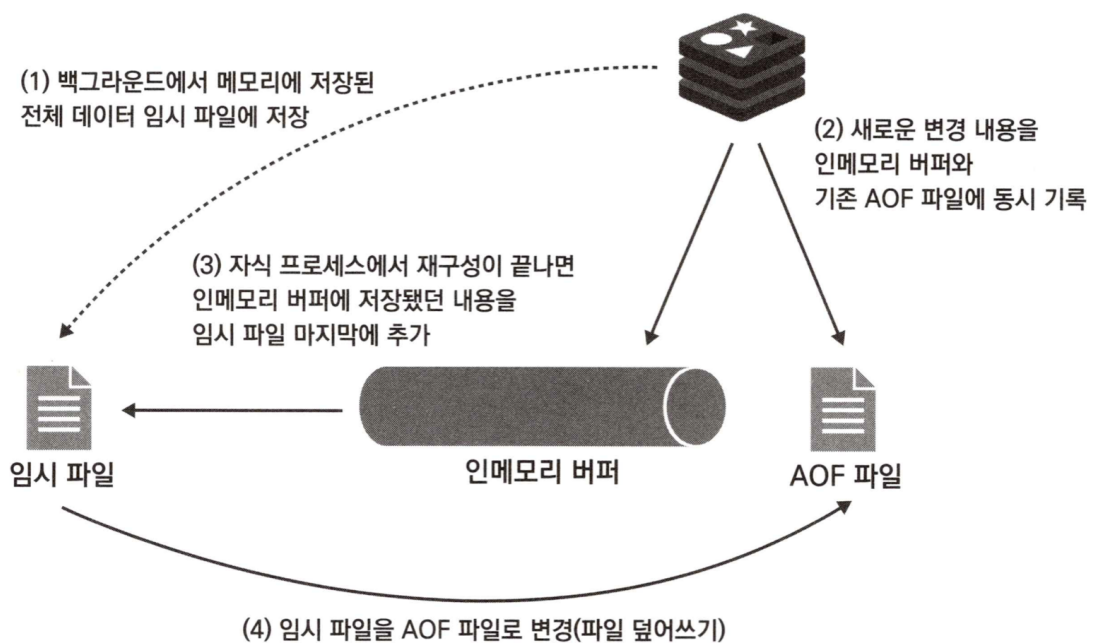 (1) 백그라운드에서 메모리에 저장된
전체 데이터 임시 파일에 저장
(2) 새로운 변경 내용을
인메모리 버퍼와
기존 AOF 파일에 동시 기록
(3) 자식 프로세스에서 재구성이 끝나면
인메모리 버퍼에 저장됐던 내용을
임시 파일 마지막에 추가
임시 파일
인메모리 버퍼
AOF 파일
(4) 임시 파일을 AOF 파일로 변경(파일 덮어쓰기)